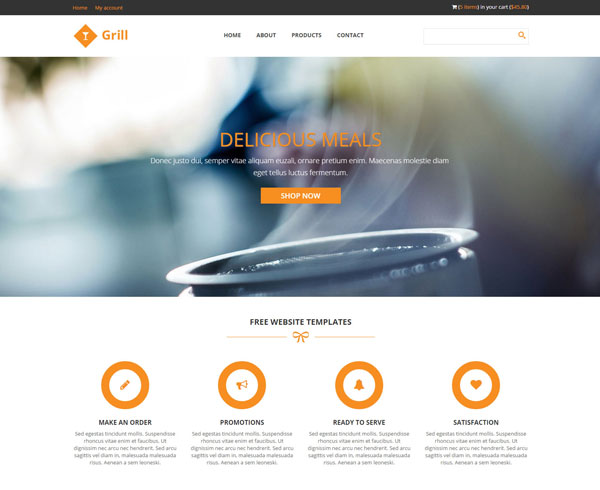 Home My account
(5 items) in your cart ($45.80)
Grill
HOME ABOUT PRODUCTS CONTACT
DELICIOUS MEALS
Donec justo dui, semper vitae aliquam euzali, ornare pretium enim. Maecenas molestie diam
eget tellus luctus fermentum.
SHOP NOW
FREE WEBSITE TEMPLATES
MAKE AN ORDER
Sed egestas tincidunt mollis. Suspendisse
rhoncus vitae enim et faucibus. Ut
dignissim nec arcu nec hendrerit. Sed arcu
sagittis vel diam in, malesuada malesuada
risus. Aenean a sem leoneski.
PROMOTIONS
Sed egestas tincidunt mollis. Suspendisse
rhoncus vitae enim et faucibus. Ut
dignissim nec arcu nec hendrerit. Sed arcu
sagittis vel diam in, malesuada malesuada
risus. Aenean a sem leoneski.
READY TO SERVE
Sed egestas tincidunt mollis. Suspendisse
rhoncus vitae enim et faucibus. Ut
dignissim nec arcu nec hendrerit. Sed arcu
sagittis vel diam in, malesuada malesuada
risus. Aenean a sem leoneski.
SATISFACTION
Sed egestas tincidunt mollis. Suspendisse
rhoncus vitae enim et faucibus. Ut
dignissim nec arcu nec hendrerit. Sed arcu
sagittis vel diam in, malesuada malesuada
risus. Aenean a sem leoneski.